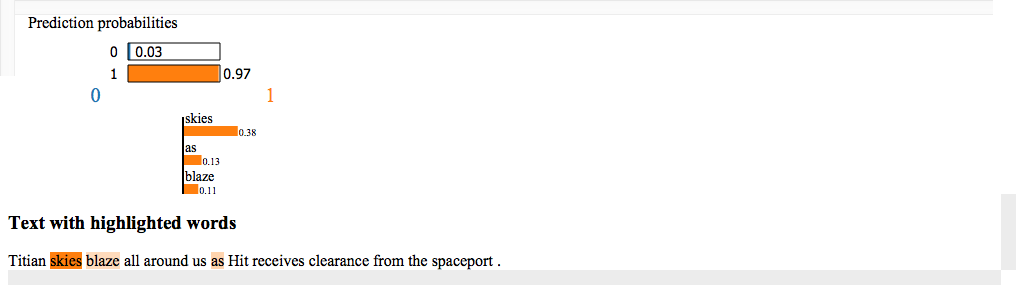 Prediction probabilities
0 0.03
1 0.97
0 1
skies
0.38
as
0.13
blaze
0.11
Text with highlighted words
Titian skies blaze all around us as Hit receives clearance from the spaceport .